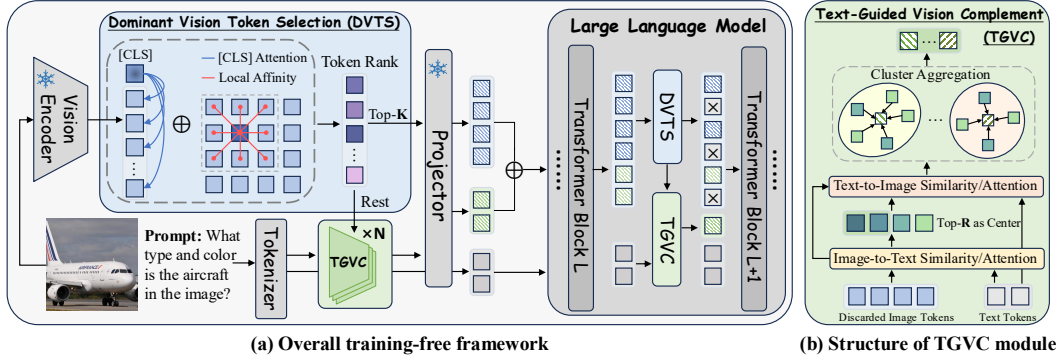 Dominant Vision Token Selection (DVTS)
[CLS]
[CLS] Attention
Local Affinity
Token Rank
Top-K
Rest
Vision
Encoder
Prompt: What
type and color
is the aircraft
in the image?
AIRFRANCE
Tokenizer
×N
TGVC
Projector
Large Language Model
Transformer Block L
DVTS
TGVC
Transformer Block L+1
(a) Overall training-free framework
Text-Guided Vision Complement
(TGVC)
Cluster Aggregation
Text-to-Image Similarity/Attention
Top-R as Center
Image-to-Text Similarity/Attention
Discarded Image Tokens
Text Tokens
(b) Structure of TGVC module